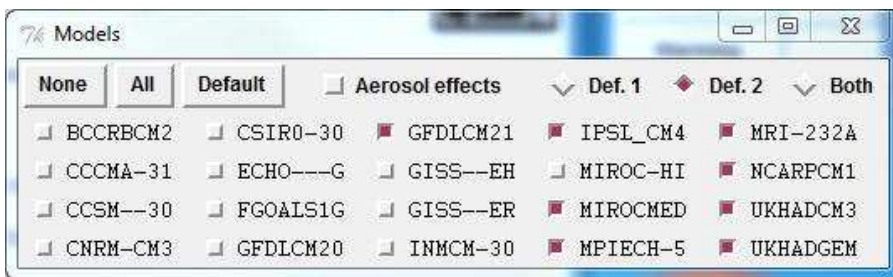 Models
None All Default Aerosol effects Def. 1 Def. 2 Both
BCCRBCM2 CSIRO-30 GFDLCM21 IPSL_CM4 MRI-232A
CCCMA-31 ECHO---G GISS--EH MIROC-HI NCARPCM1
CCSM--30 FGOALS1G GISS--ER MIROCMED UKHADCM3
CNRM-CM3 GFDLCM20 INMCM-30 MPIECH-5 UKHADGEM